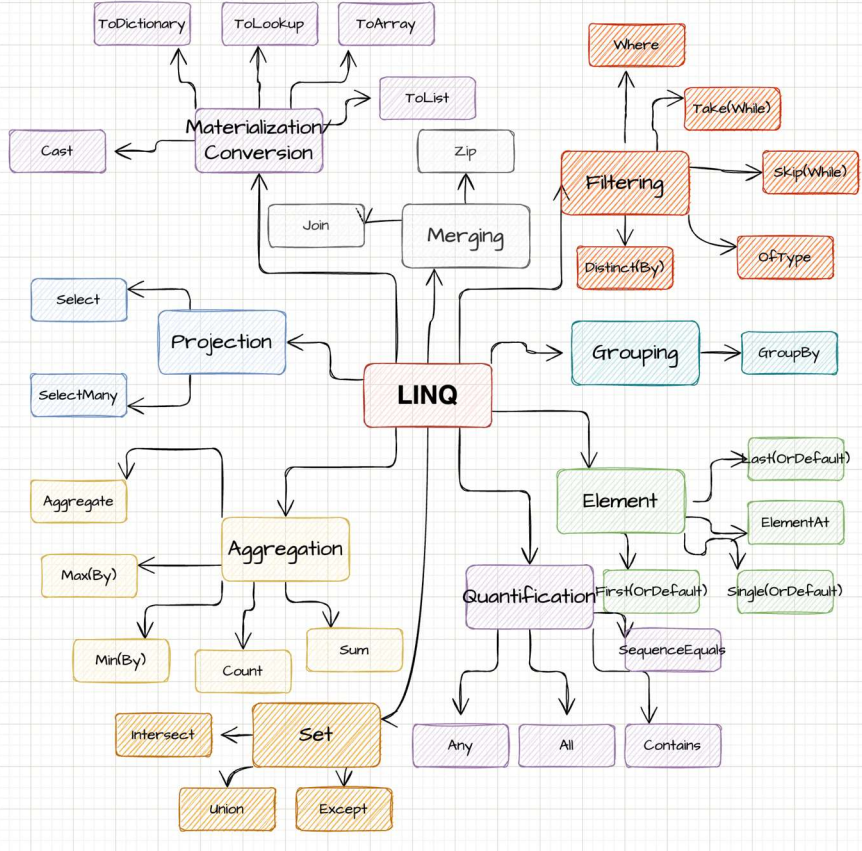 ToDictionary
ToLookup
ToArray
Where
ToList
Take(While)
Materialization/
Conversion
Cast
Zip
Skip(While)
Filtering
Join
Merging
OfType
Distinct(By)
Select
Projection
Grouping
GroupBy
SelectMany
LINQ
Last(OrDefault)
Aggregate
Element
ElementAt
Aggregation
Max(By)
Quantification
First(OrDefault)
Single(OrDefault)
Min(By)
Count
Sum
SequenceEquals
Intersect
Set
Any
All
Contains
Union
Except